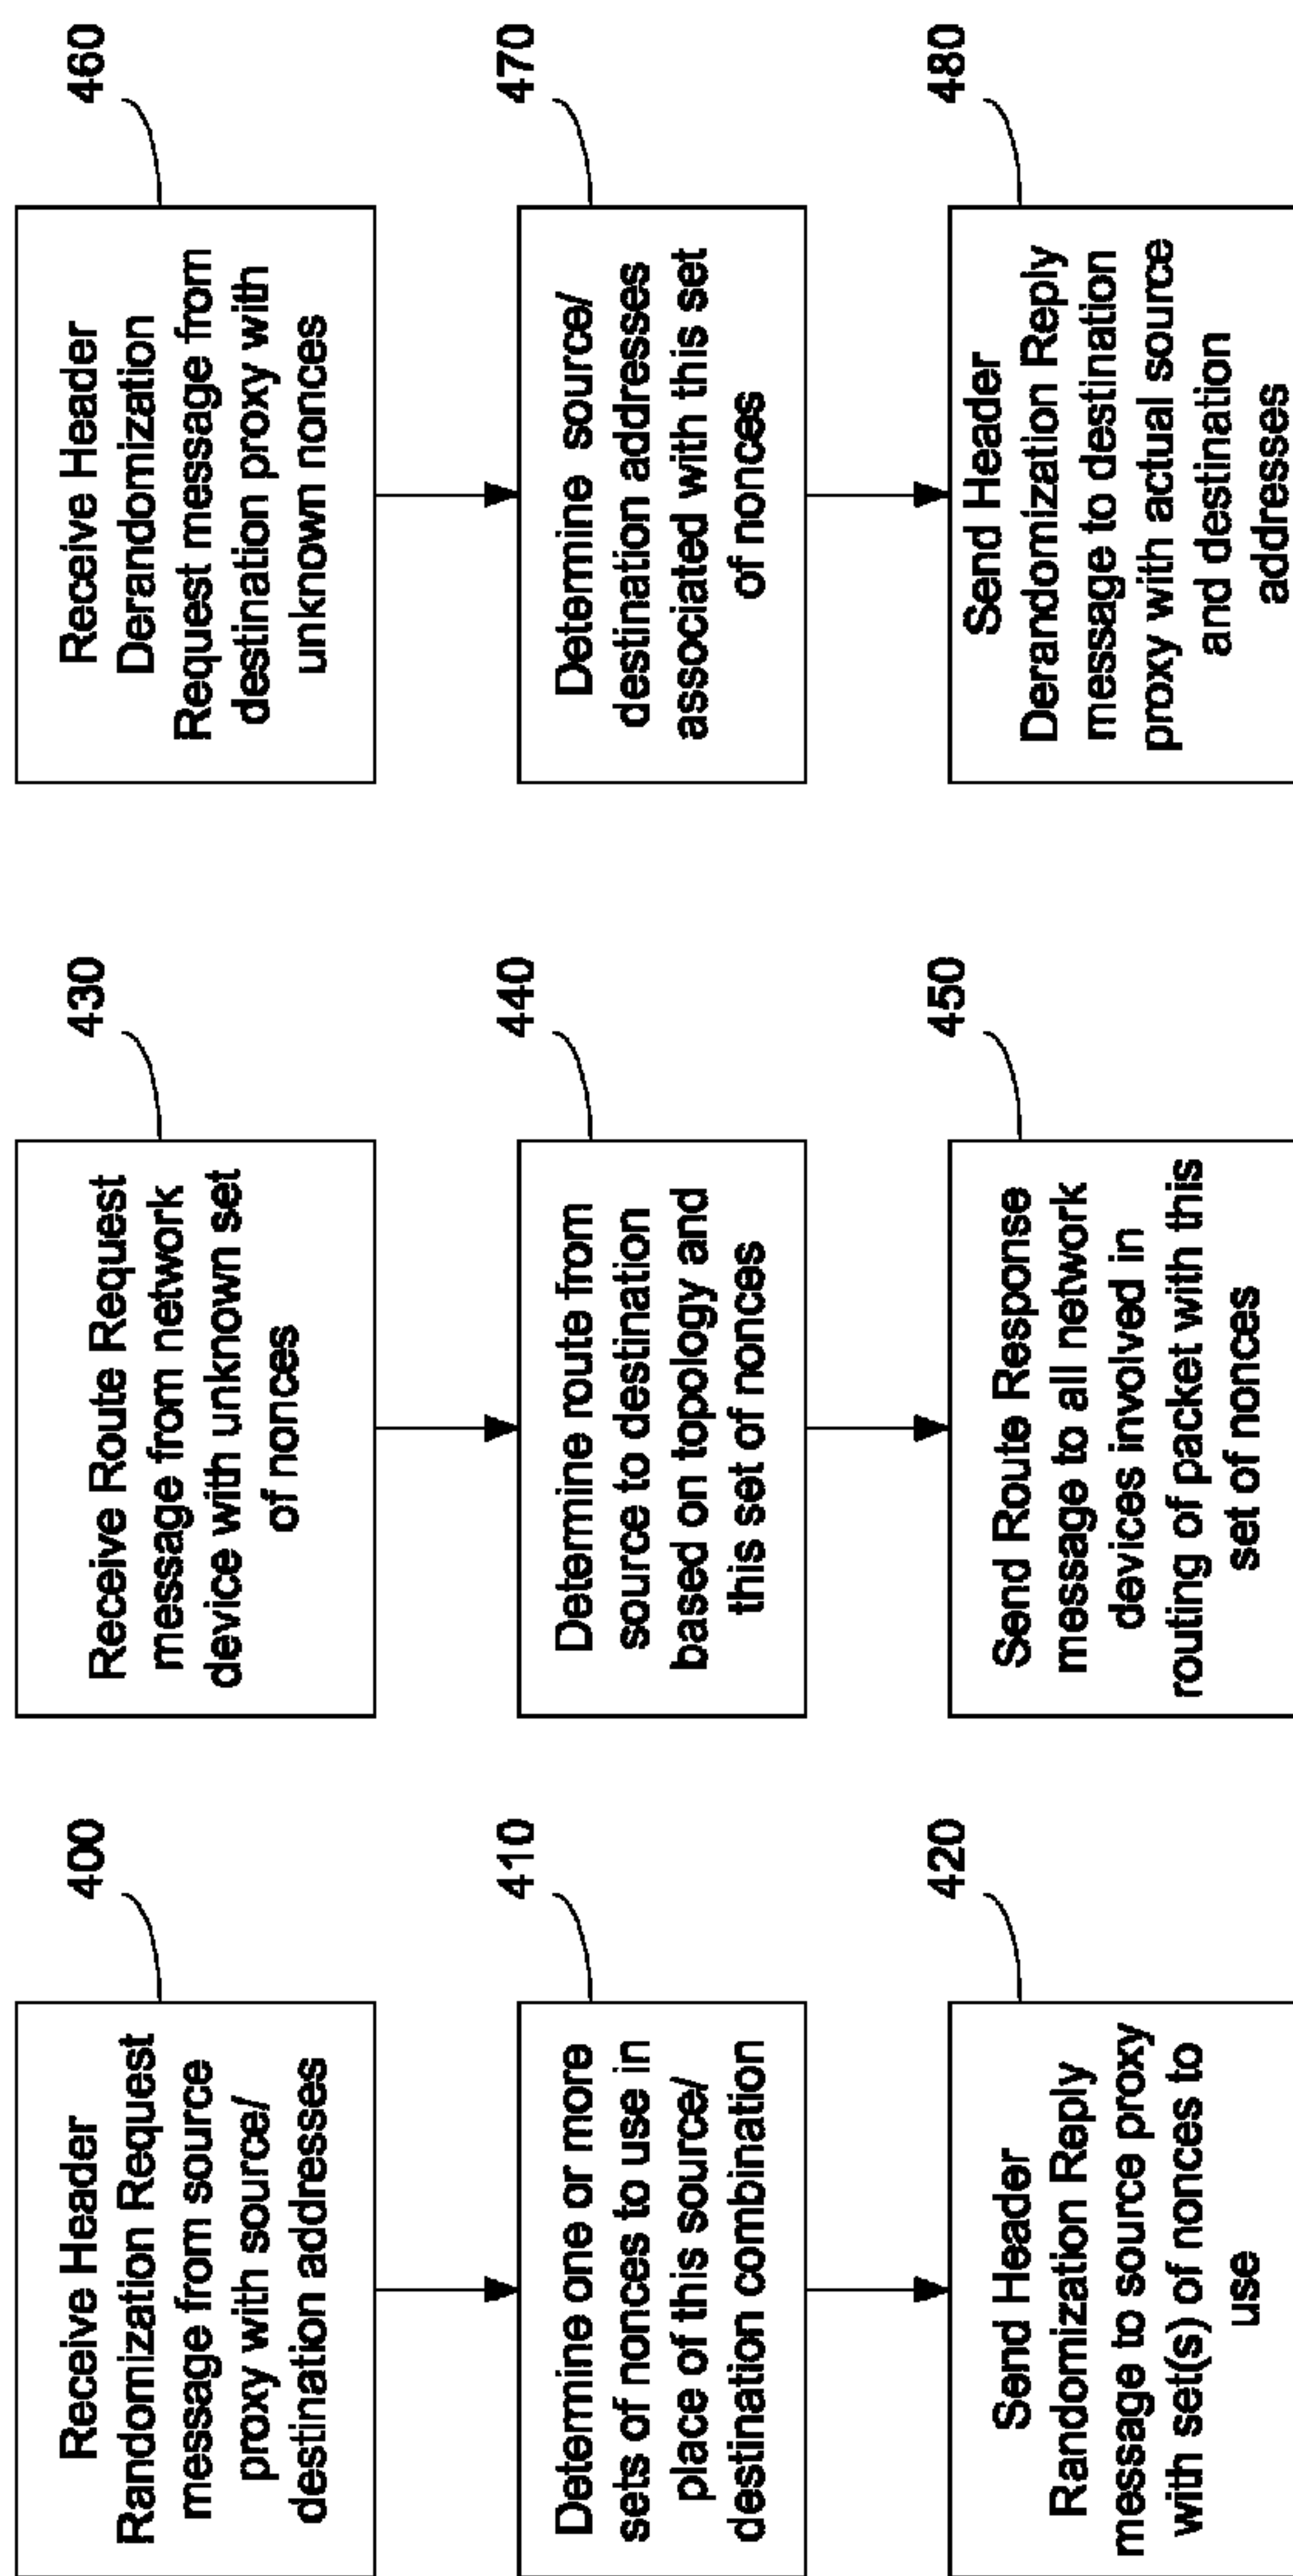 400
Receive Header
Randomization Request
message from source
proxy with source/
destination addresses
410
Determine one or more
sets of nonces to use in
place of this source/
destination combination
420
Send Header
Randomization Reply
message to source proxy
with set(s) of nonces to
use
430
Receive Route Request
message from network
device with unknown set
of nonces
440
Determine route from
source to destination
based on topology and
this set of nonces
450
Send Route Response
message to all network
devices involved in
routing of packet with this
set of nonces
460
Receive Header
Derandomization
Request message from
destination proxy with
unknown nonces
470
Determine source/
destination addresses
associated with this set
of nonces
480
Send Header
Derandomization Reply
message to destination
proxy with actual source
and destination
addresses